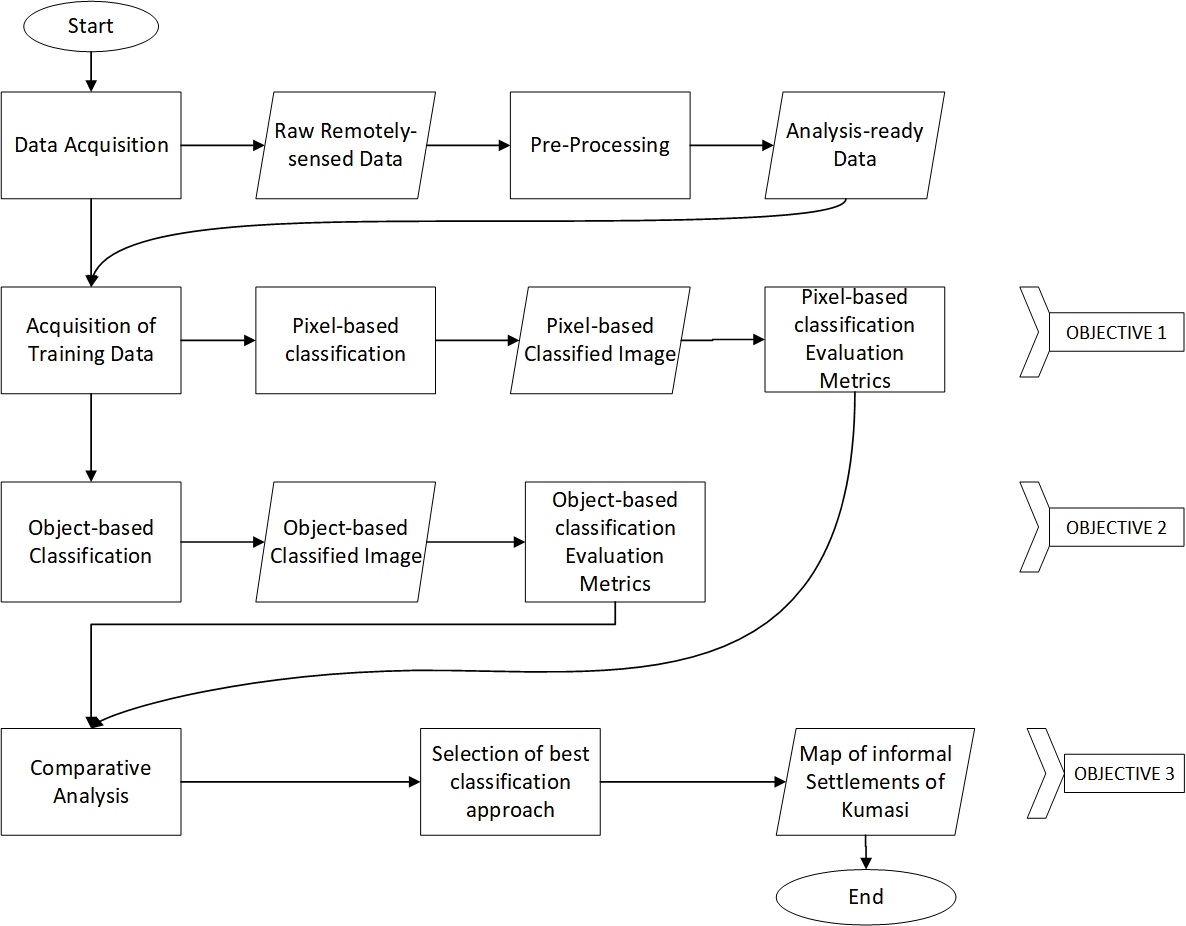 Start
Data Acquisition
Raw Remotely-
sensed Data
Pre-Processing
Analysis-ready
Data
Acquisition of
Training Data
Pixel-based
classification
Pixel-based
Classified Image
Pixel-based
classification
Evaluation
Metrics
OBJECTIVE 1
Object-based
Classification
Object-based
Classified Image
Object-based
classification
Evaluation
Metrics
OBJECTIVE 2
Comparative
Analysis
Selection of best
classification
approach
Map of informal
Settlements of
Kumasi
OBJECTIVE 3
End